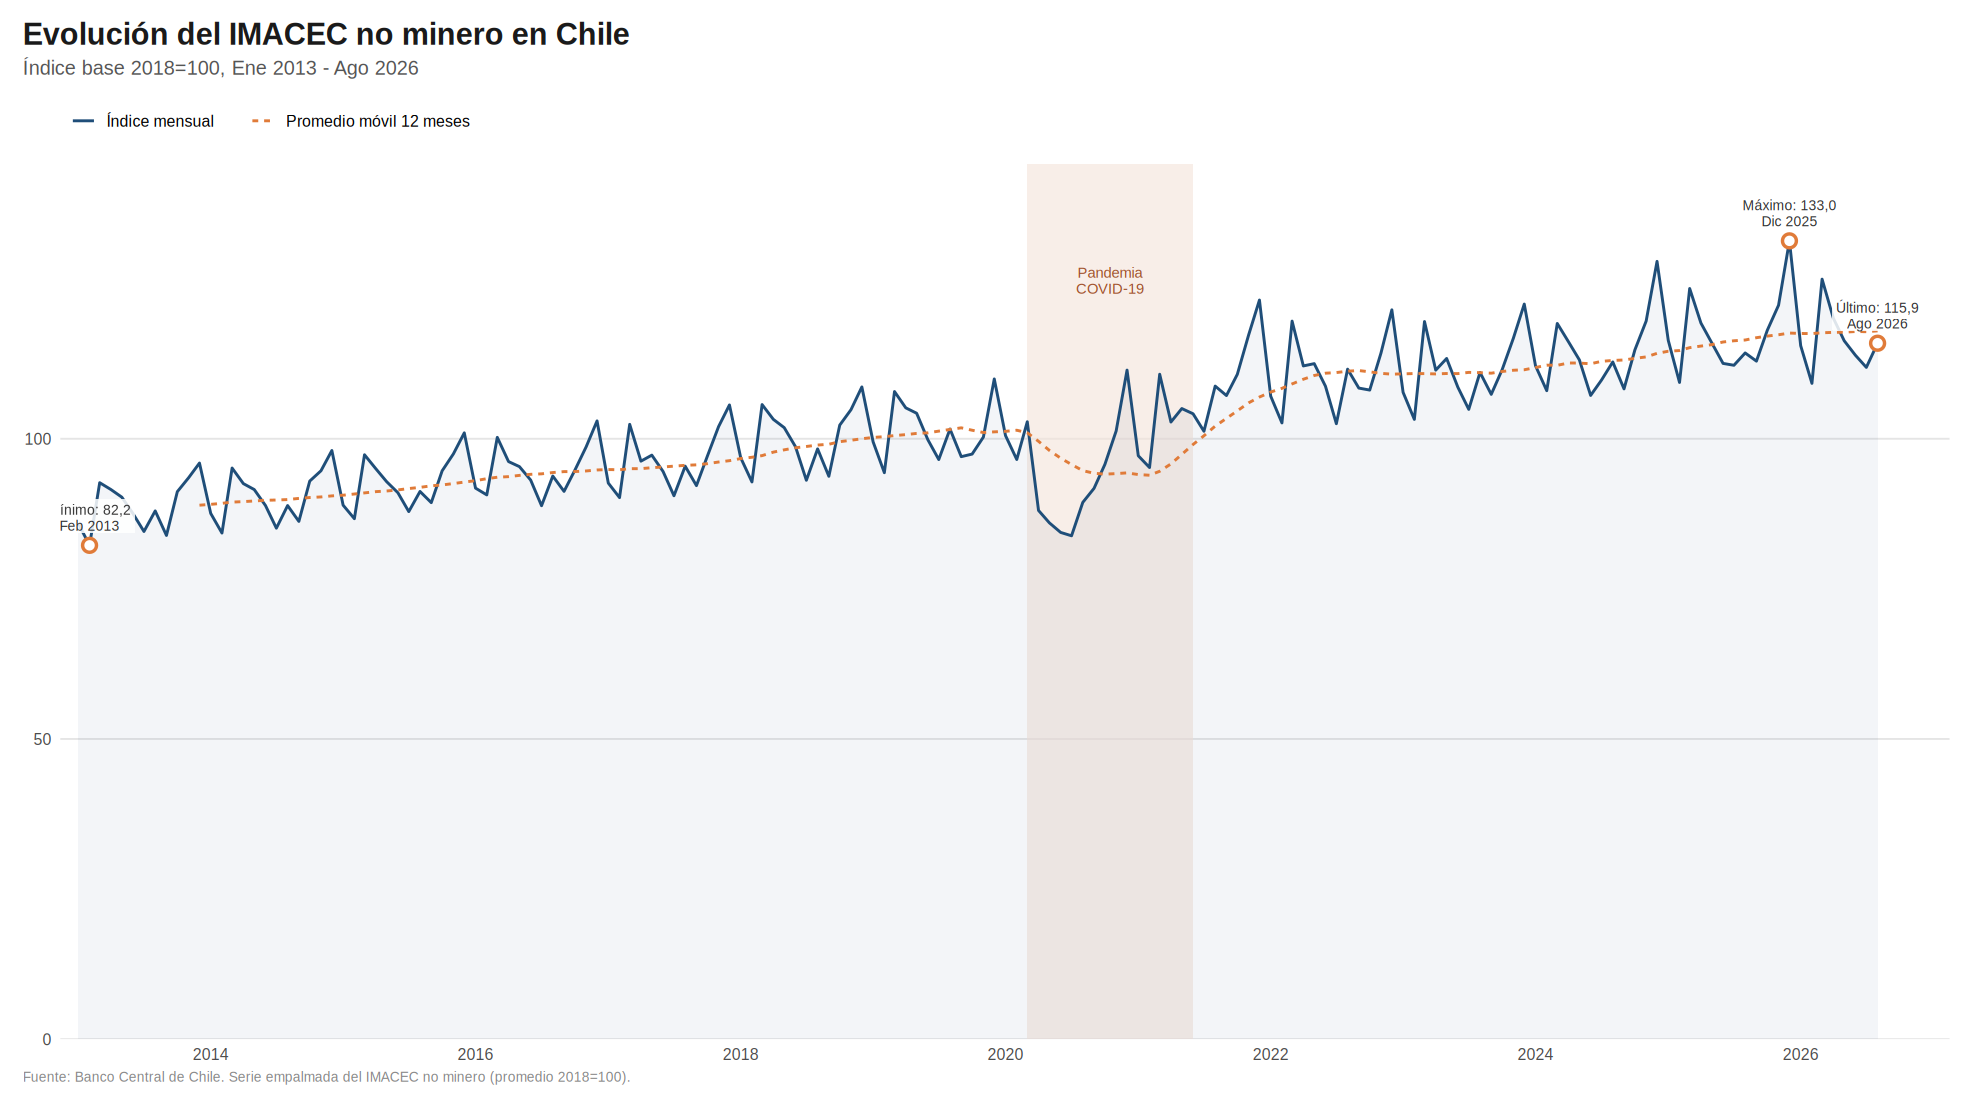 Evolución del IMACEC no minero en Chile
Índice base 2018=100, Ene 2013 - Ago 2026
Índice mensual
Promedio móvil 12 meses
Máximo: 133,0
Dic 2025
Pandemia
COVID-19
Último: 115,9
Ago 2026
100
ínimo: 82,2
Feb 2013
50
0
2014
2016
2018
2020
2022
2024
2026
Fuente: Banco Central de Chile. Serie empalmada del IMACEC no minero (promedio 2018=100).